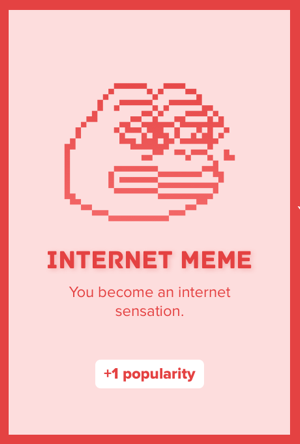 INTERNET MEME
You become an internet
sensation.
+1 popularity